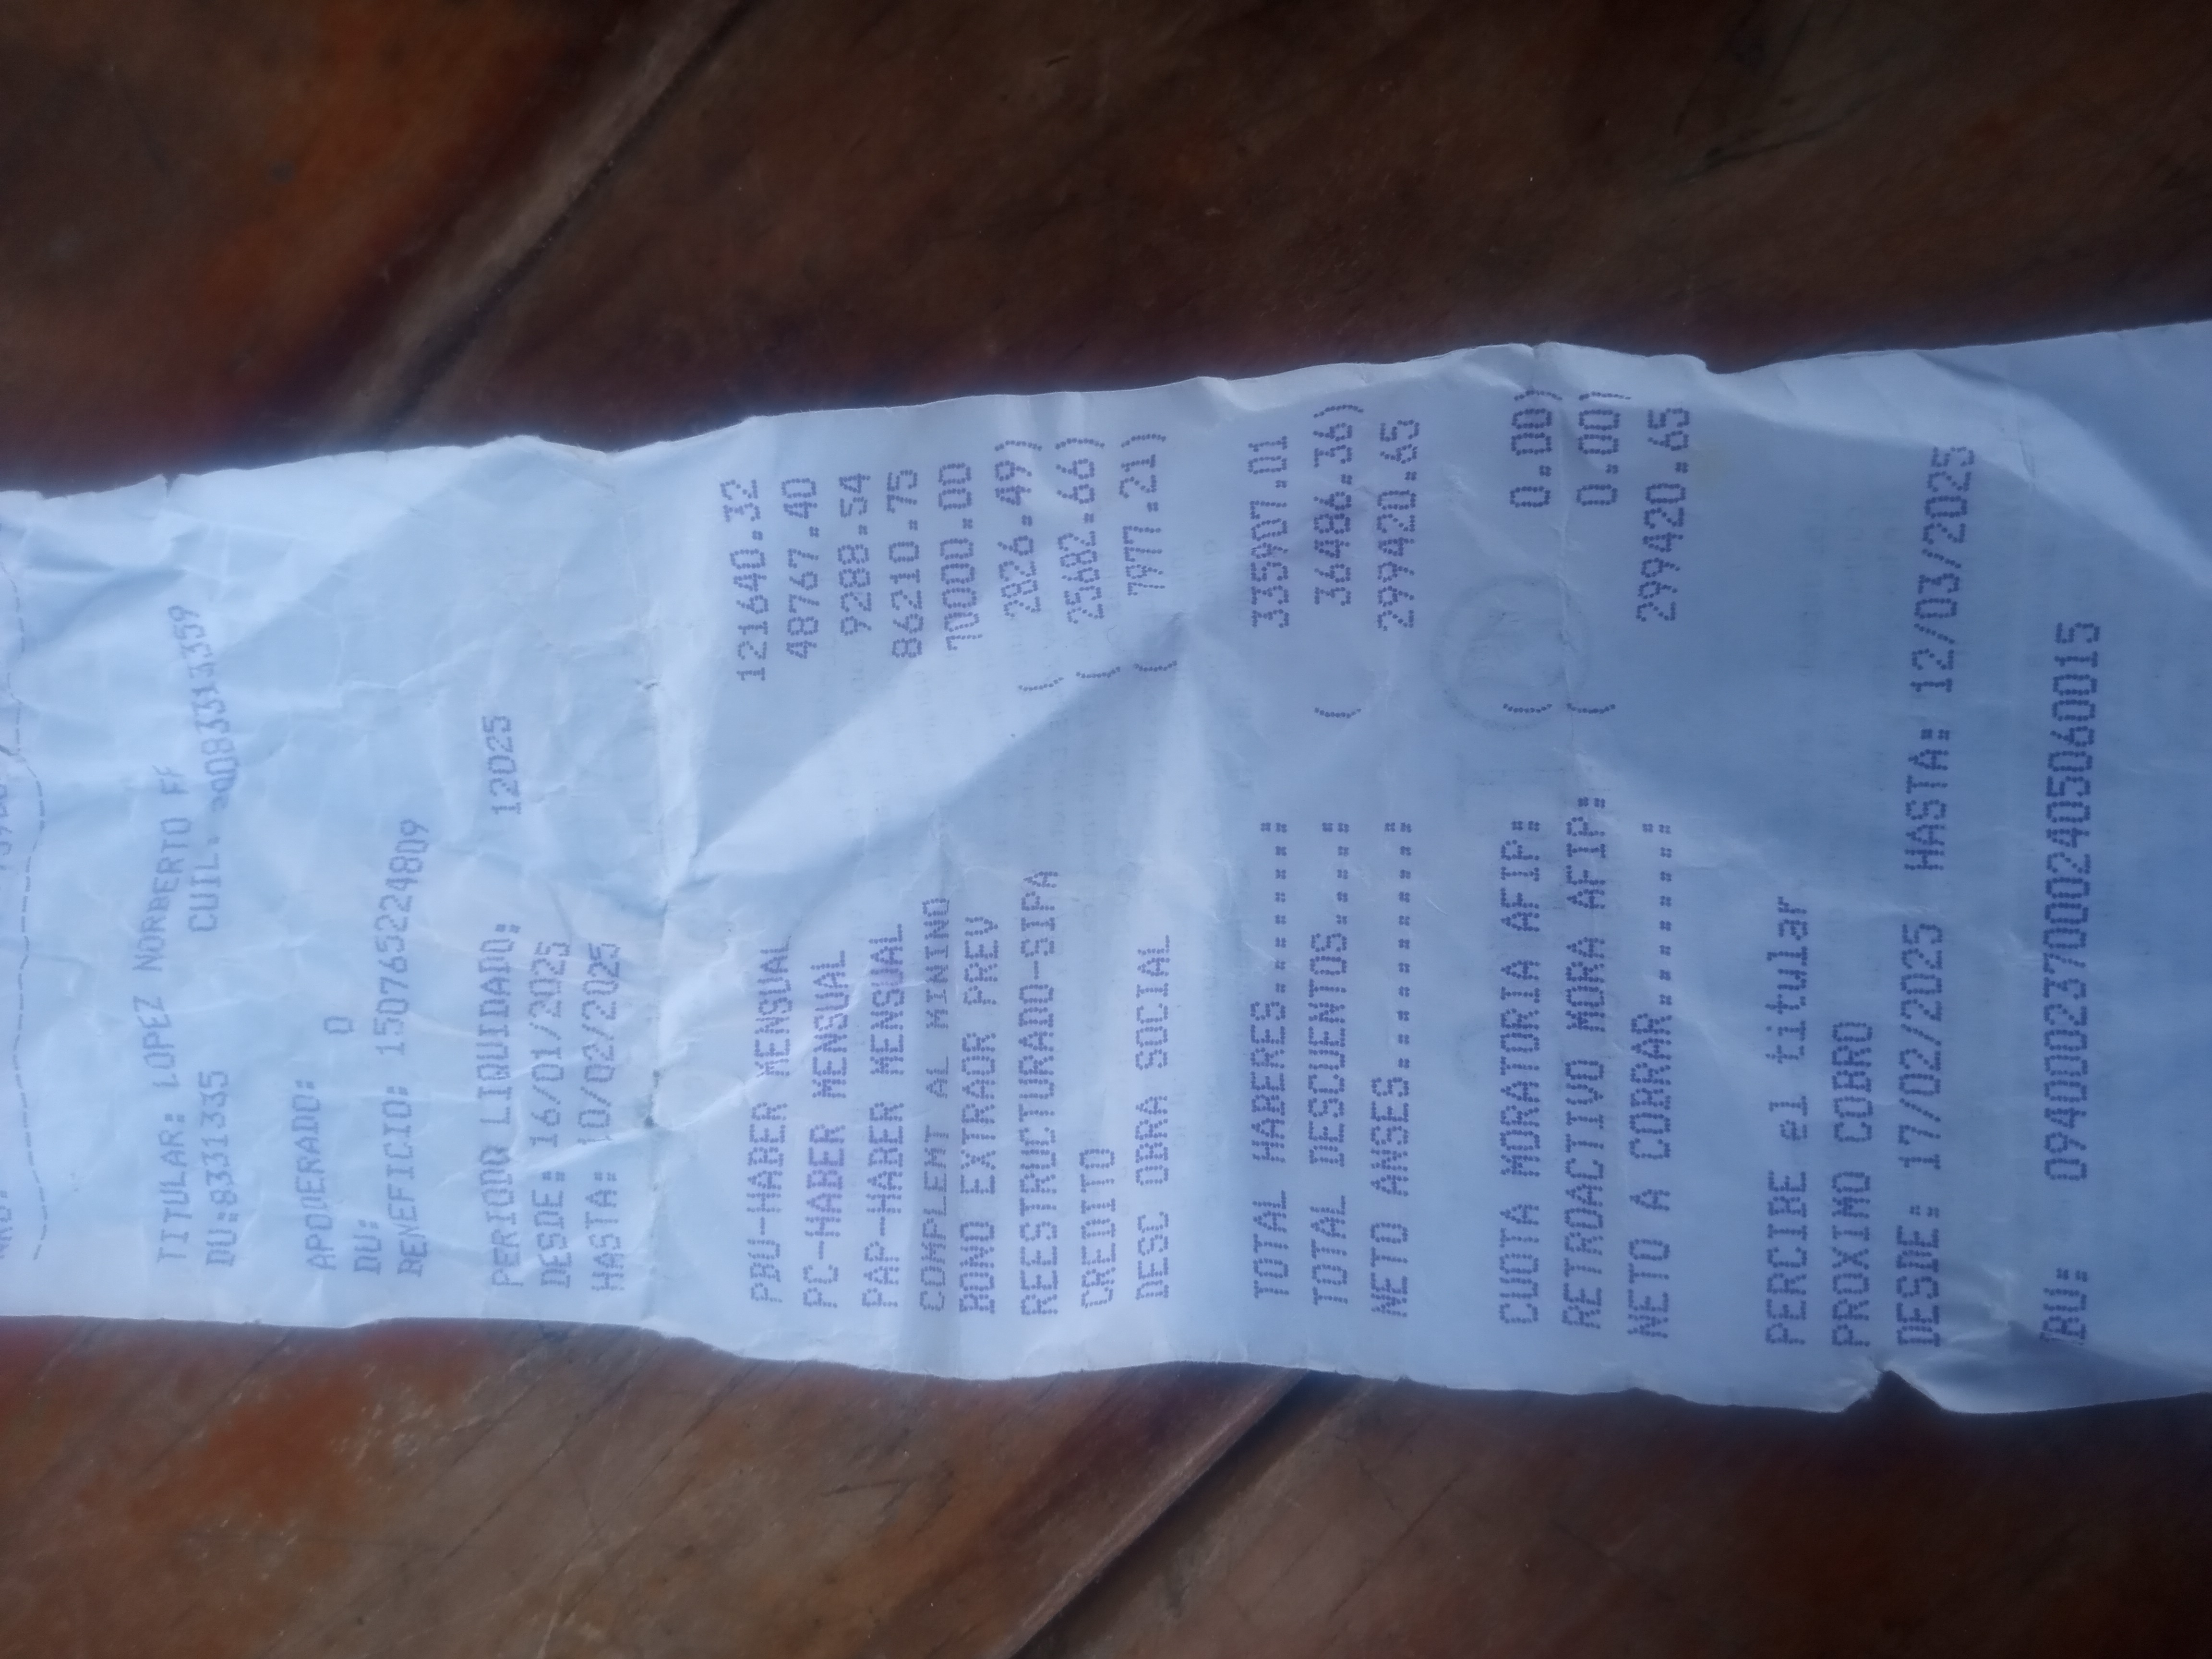 TITULAR: LOPEZ NORBERTO FF
DU:8331335 CUIL. 20083313359
APODERADO:
DU: 0
BENEFICIO: 150765224809
PERIODO LIQUIDADO: 12025
DESDE: 16/01/2025
HASTA: 10/02/2025
PBU-HABER MENSUAL 121640.32
PC-HABER MENSUAL 48767.40
PAP-HABER MENSUAL 9288.54
COMPLEMT AL MININO 86210.75
BONO EXTRAOR PREV 70000.00
REESTRUCTURADO-SIPA ( 2826.49)
CREDITO ( 25682.66)
DESC OBRA SOCIAL ( 7977.21)
TOTAL HABERES.........: 335907.01
TOTAL DESCUENTOS......: ( 36486.36)
NETO ANSES............: 299420.65
CUOTA MORATORIA AFIP: ( 0.00)
RETROACTIVO MORA AFIP: ( 0.00)
NETO A COBRAR.........: 299420.65
PERCIBE el titular
PROXIMO COBRO
DESDE: 17/02/2025 HASTA: 12/03/2025
RU: 0940002370002405060015